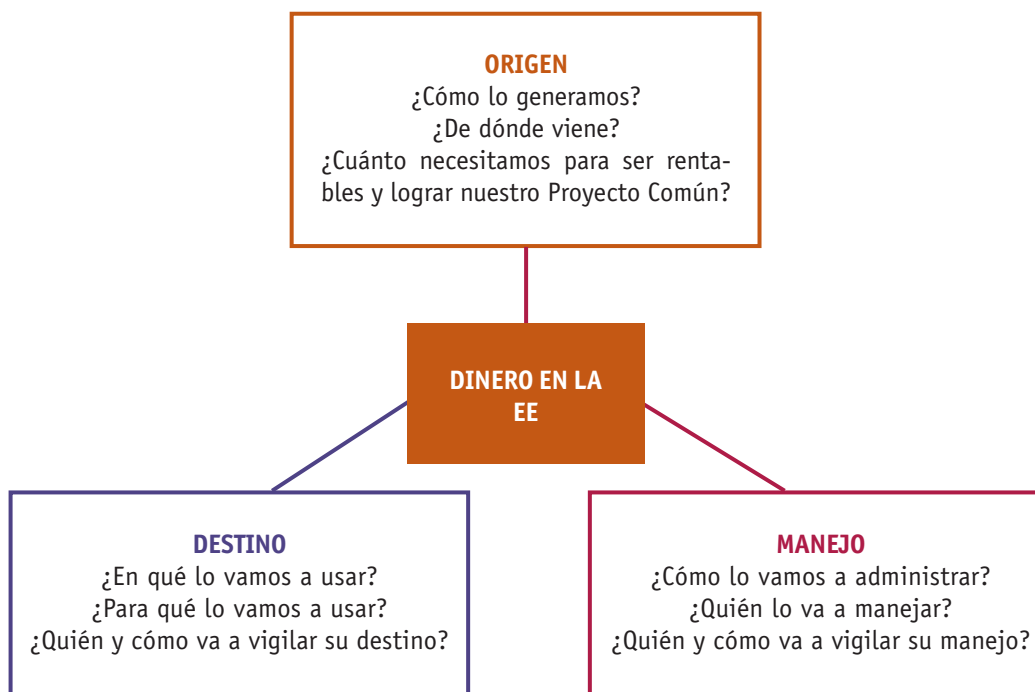 ORIGEN
¿Cómo lo generamos?
¿De dónde viene?
¿Cuánto necesitamos para ser renta-
bles y lograr nuestro Proyecto Común?
DINERO EN LA
EE
DESTINO
¿En qué lo vamos a usar?
¿Para qué lo vamos a usar?
¿Quién y cómo va a vigilar su destino?
MANEJO
¿Cómo lo vamos a administrar?
¿Quién lo va a manejar?
¿Quién y cómo va a vigilar su manejo?